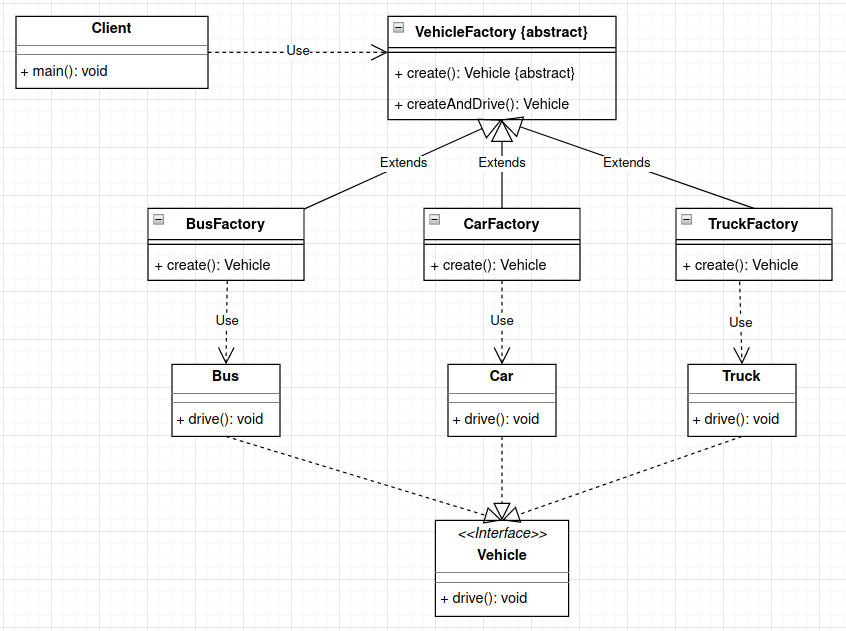 Client
+ main(): void
Use
VehicleFactory {abstract}
+ create(): Vehicle {abstract}
+ createAndDrive(): Vehicle
Extends
Extends
Extends
BusFactory
+ create(): Vehicle
CarFactory
+ create(): Vehicle
TruckFactory
+ create(): Vehicle
Use
Use
Use
Bus
+ drive(): void
Car
+ drive(): void
Truck
+ drive(): void
<<Interface>>
Vehicle
+ drive(): void